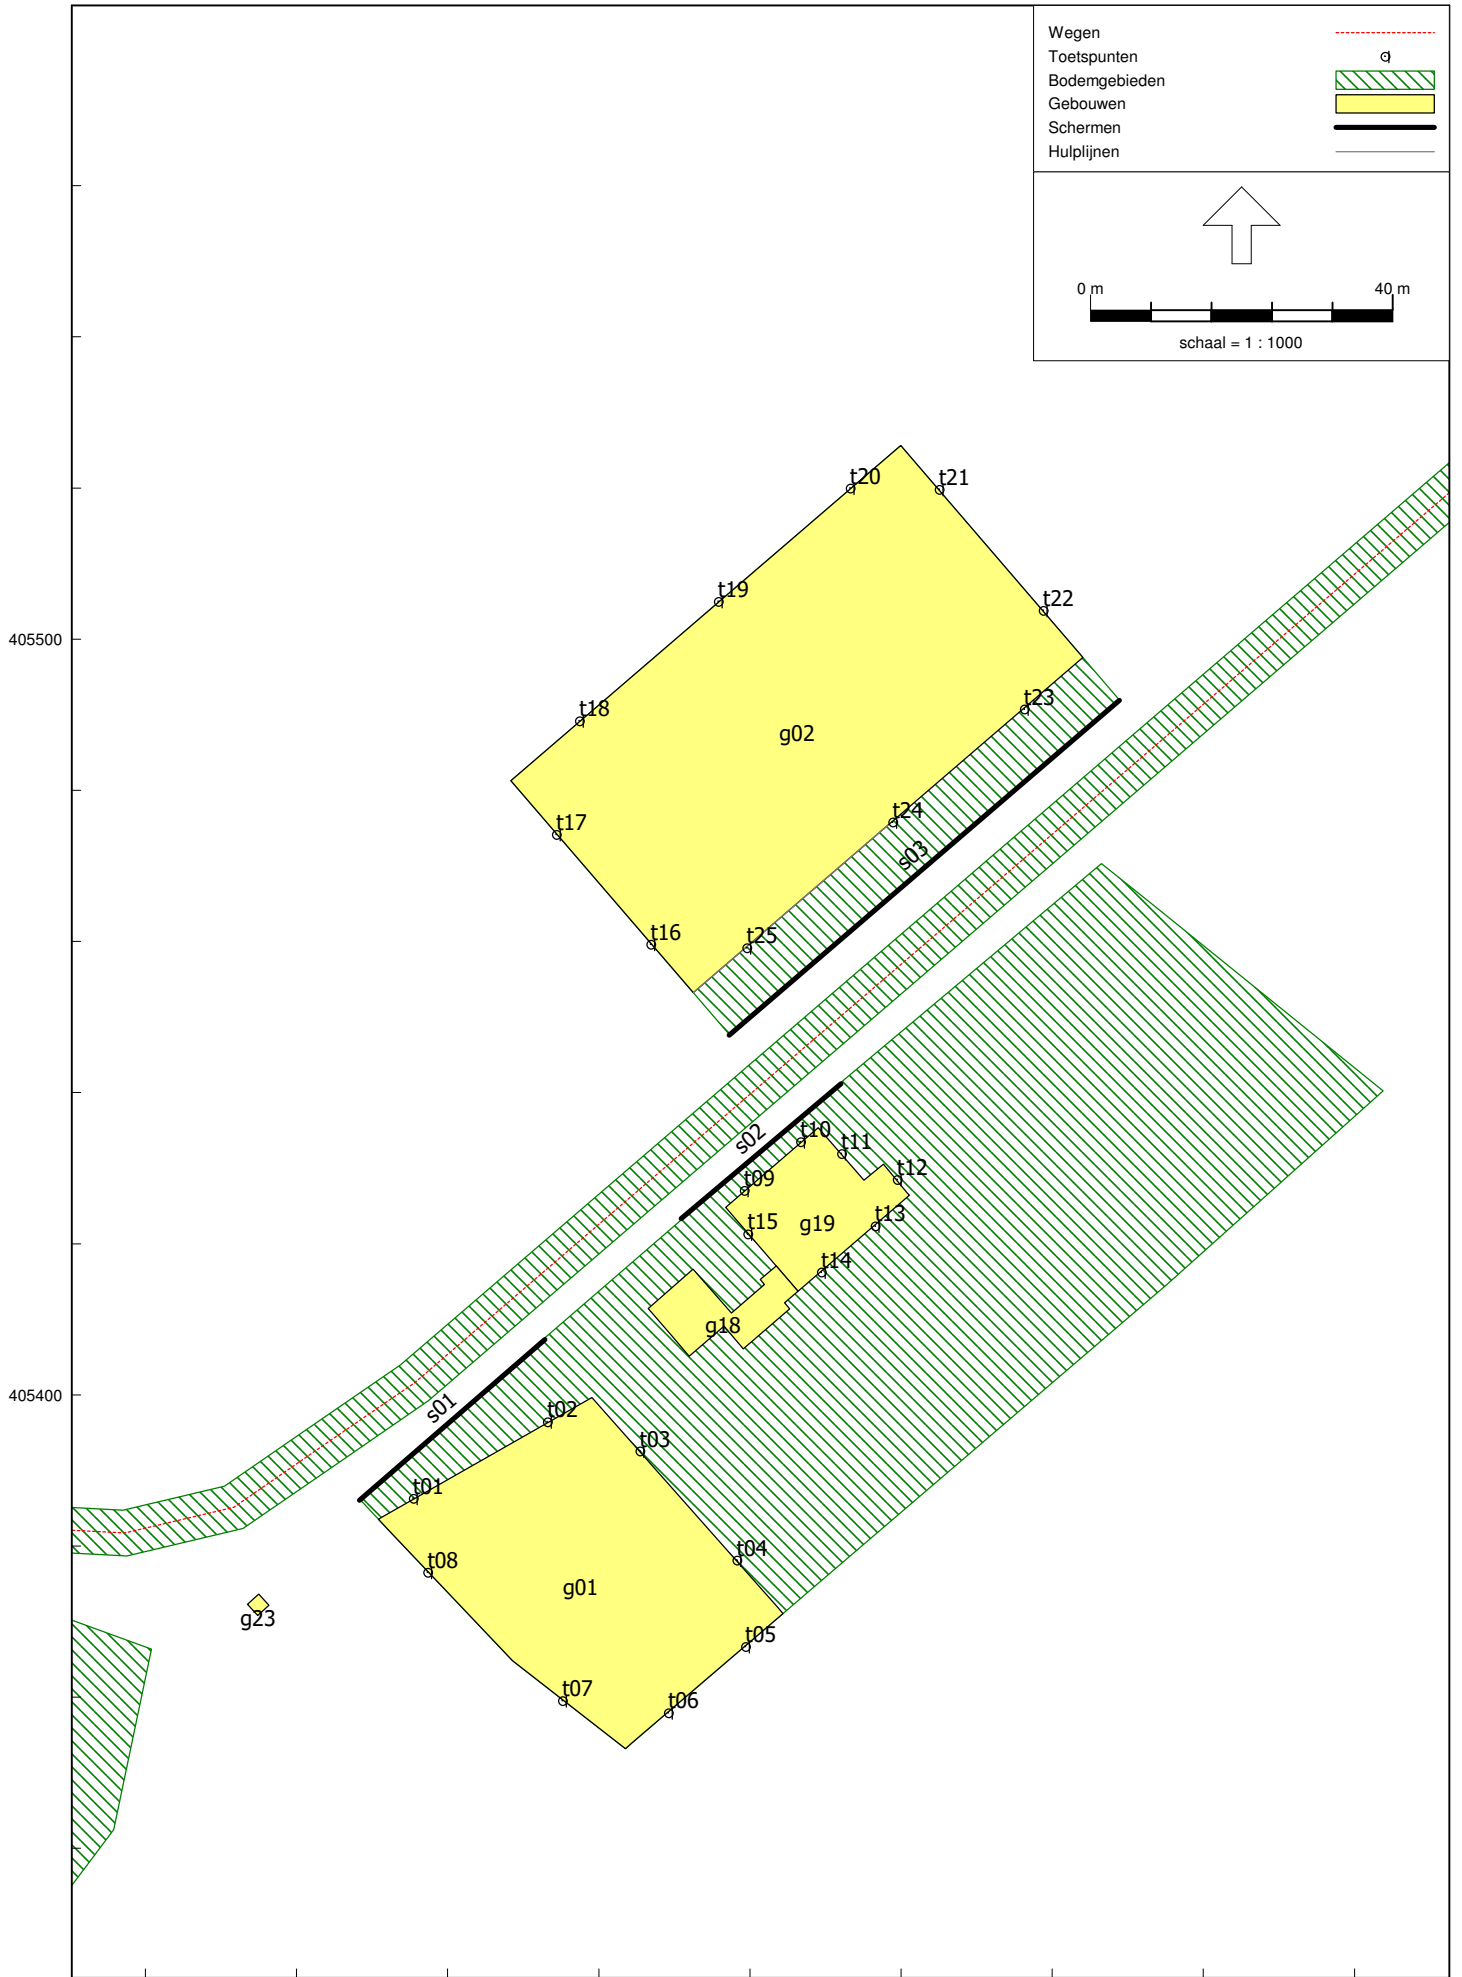 Wegen
Toetspunten
Bodemgebieden
Gebouwen
Schermen
Hulplijnen
0 m 40 m
schaal = 1 : 1000
t20
t21
t19
t22
405500
t23
t18
g02
t24
t17
s03
t16
t25
t10
s02
t11
t12
t09
t13
g19
t15
t14
g18
405400
s01
t02
t03
t01
t04
t08
g01
g23
t05
t07
t06